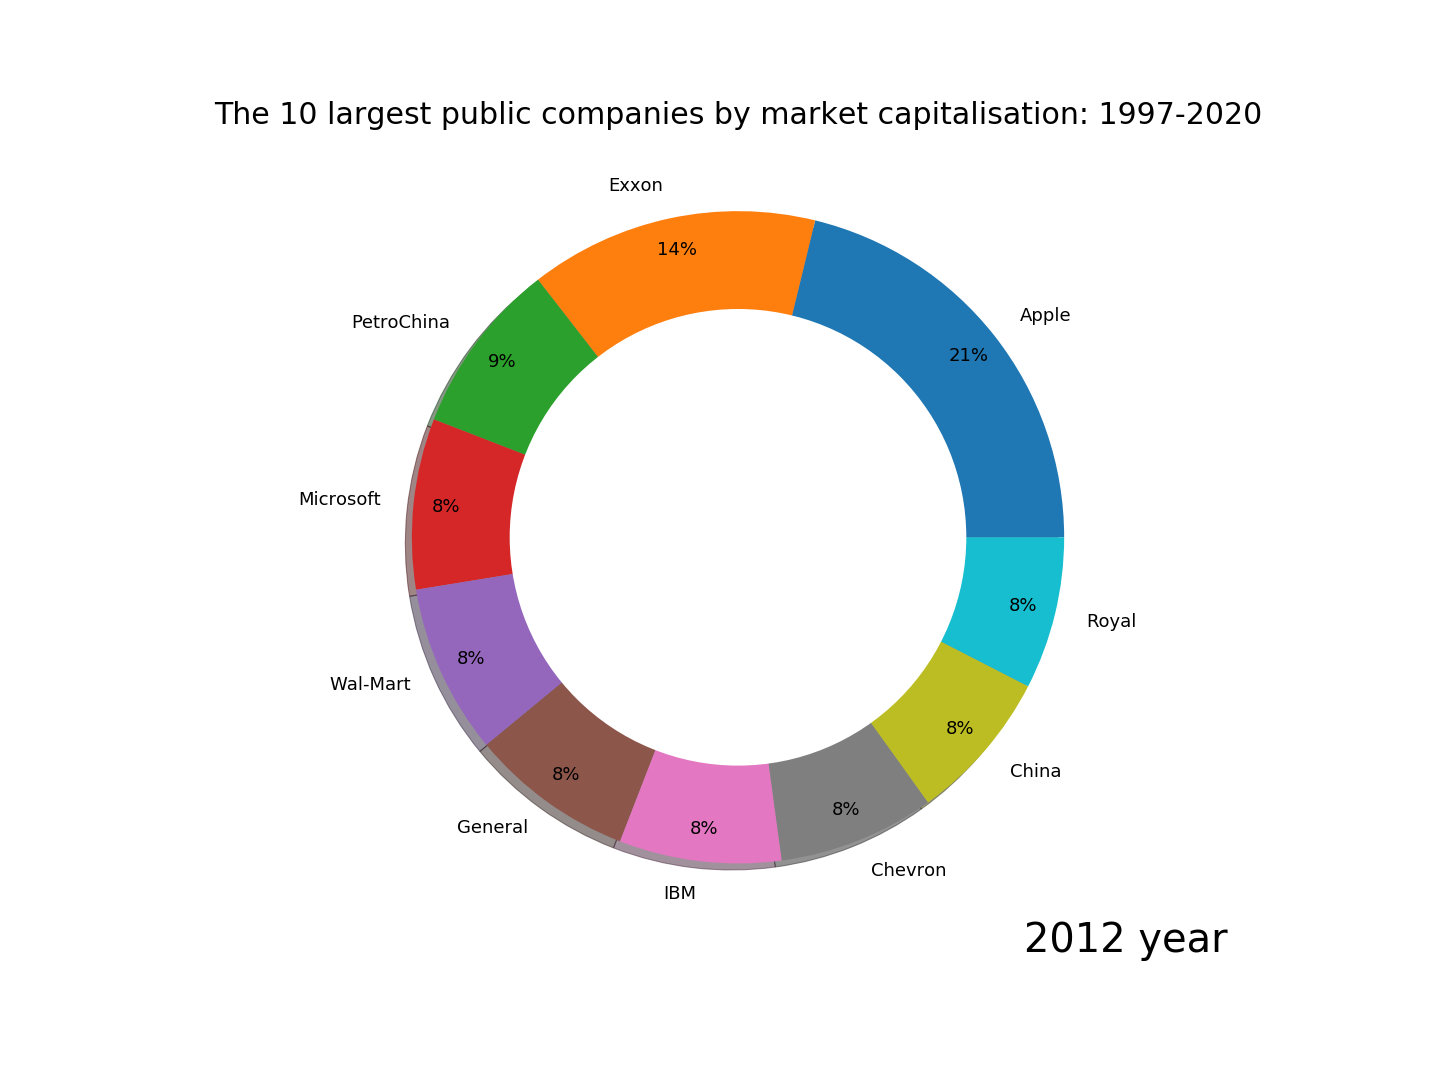 The 10 largest public companies by market capitalisation: 1997-2020
Exxon
14%
Apple
21%
PetroChina
9%
Microsoft
8%
Royal
8%
Wal-Mart
8%
China
8%
General
8%
Chevron
8%
IBM
8%
2012 year